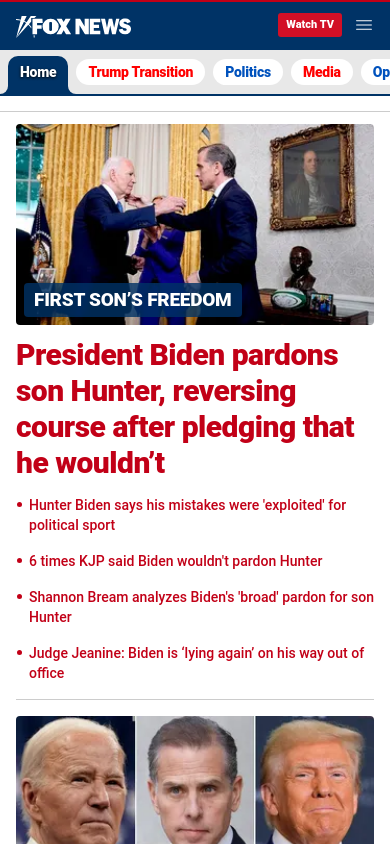 FOX NEWS
Watch TV
Home
Trump Transition
Politics
Media
Op
FIRST SON’S FREEDOM
President Biden pardons
son Hunter, reversing
course after pledging that
he wouldn’t
• Hunter Biden says his mistakes were 'exploited' for
political sport
• 6 times KJP said Biden wouldn't pardon Hunter
• Shannon Bream analyzes Biden's 'broad' pardon for son
Hunter
• Judge Jeanine: Biden is ‘lying again’ on his way out of
office